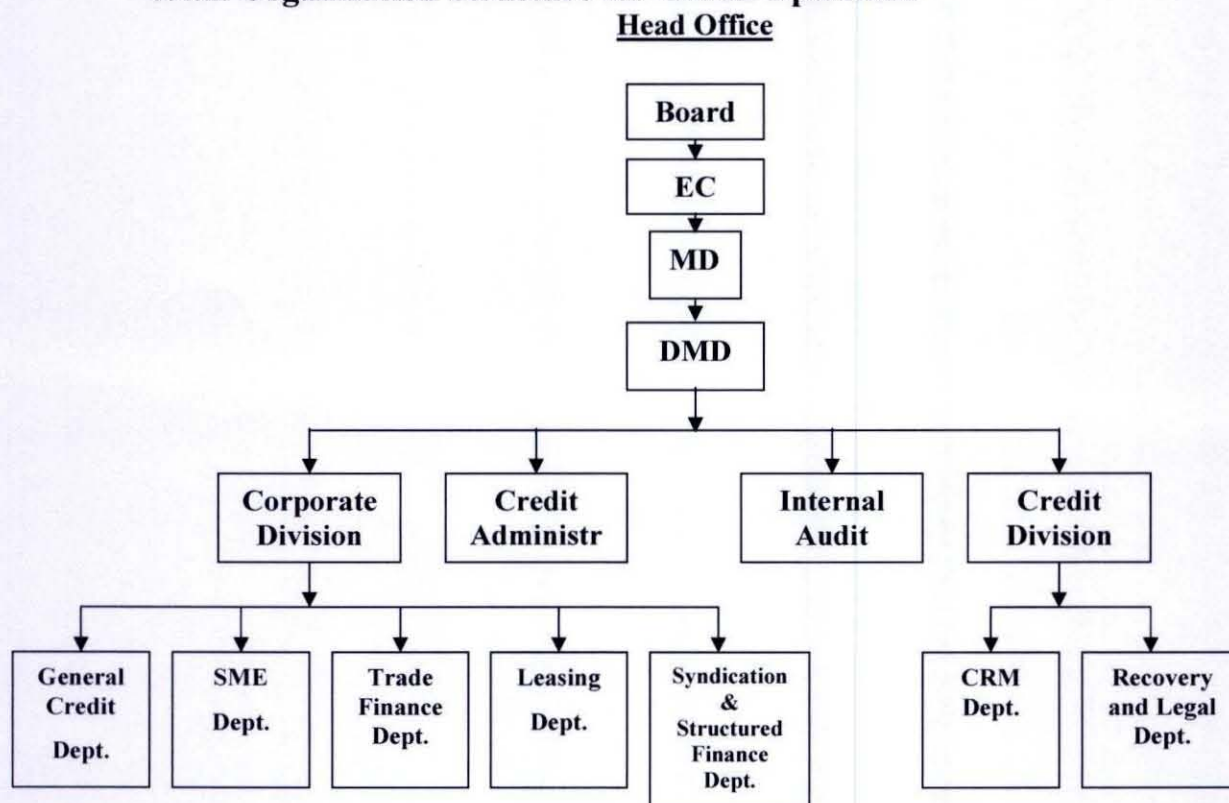 Head Office
Board
EC
MD
DMD
Corporate
Division
Credit
Administr
Internal
Audit
Credit
Division
General
Credit
Dept.
SME
Dept.
Trade
Finance
Dept.
Leasing
Dept.
Syndication
&
Structured
Finance
Dept.
CRM
Dept.
Recovery
and Legal
Dept.